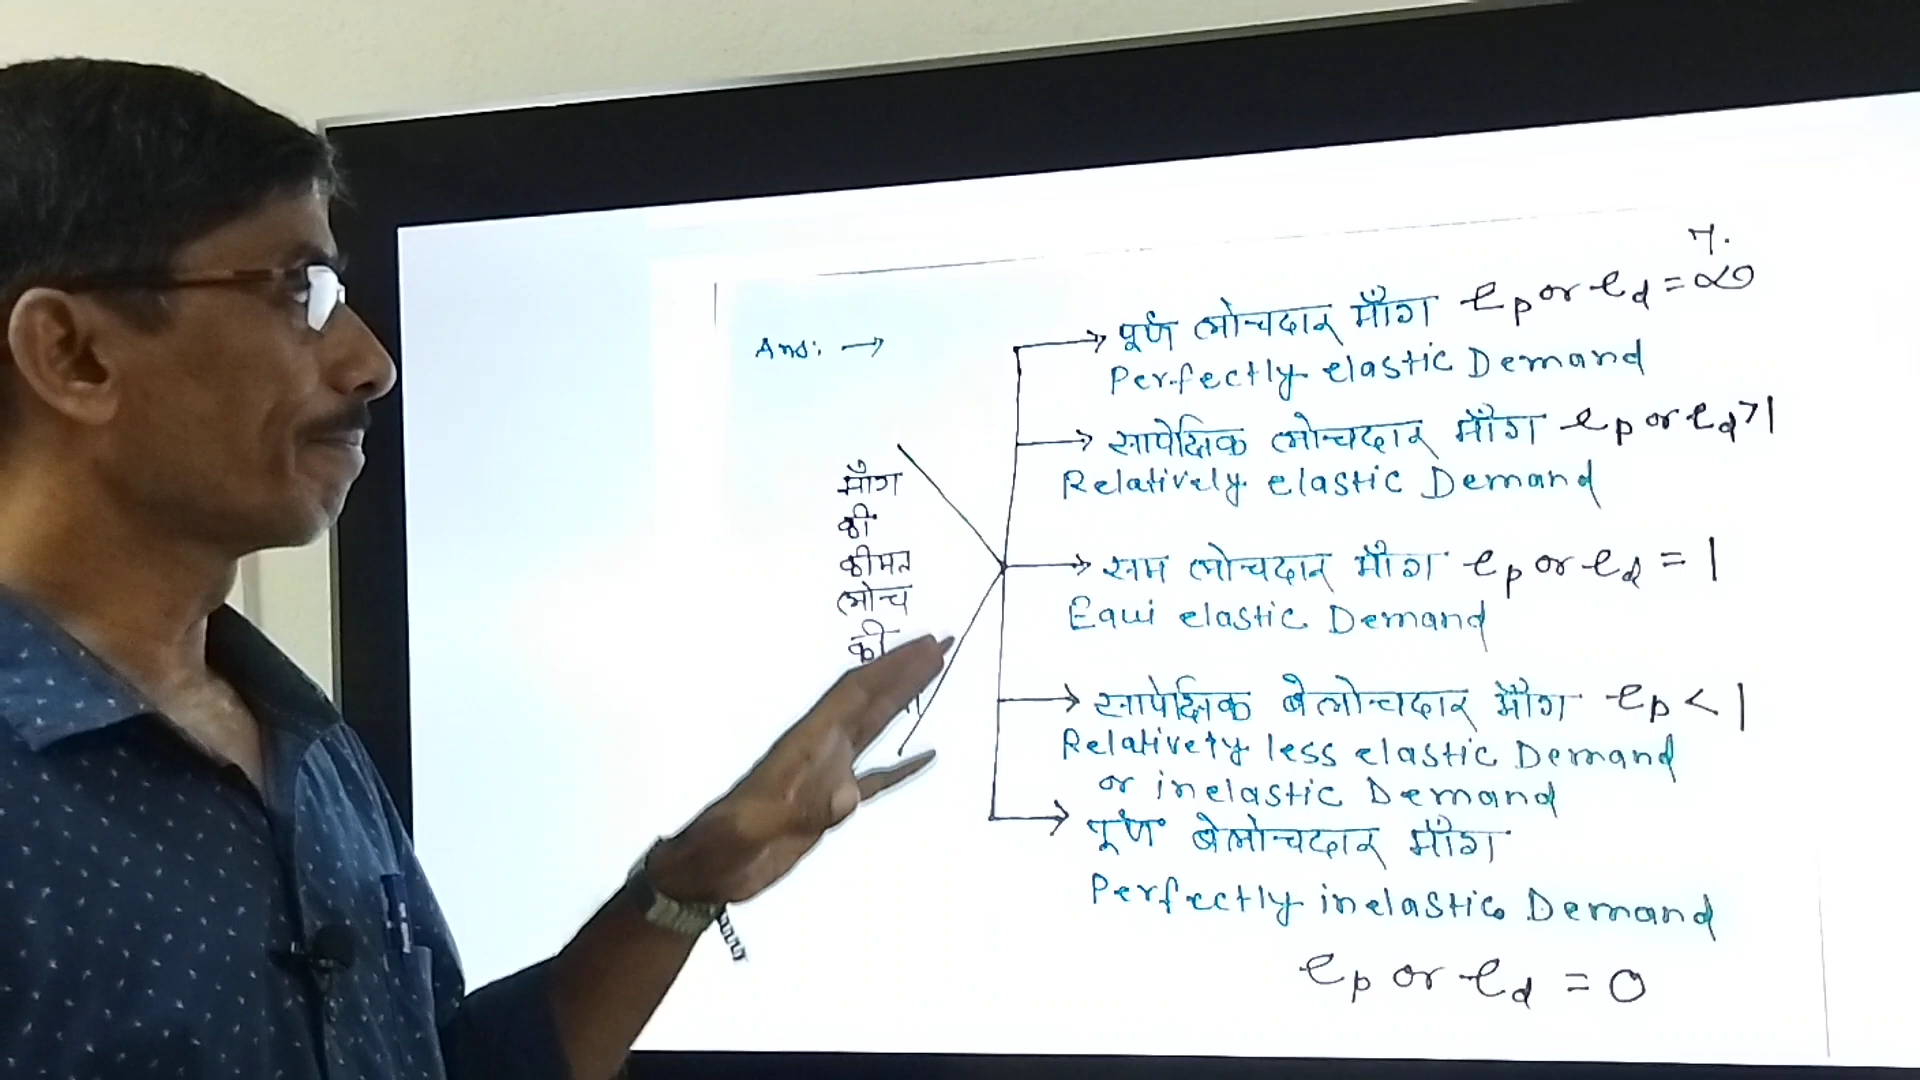 7.
Ans: →
पूर्ण लोचदार माँग ep or ed = ∞
Perfectly elastic Demand
सापेक्षिक लोचदार माँग ep or ed > 1
Relatively elastic Demand
माँग
की
कीमत
लोच
की
सम लोचदार माँग ep or ed = 1
Equi elastic Demand
सापेक्षिक बेलोचदार माँग ep < 1
Relatively less elastic Demand
or inelastic Demand
पूर्ण बेलोचदार माँग
Perfectly inelastic Demand
ep or ed = 0